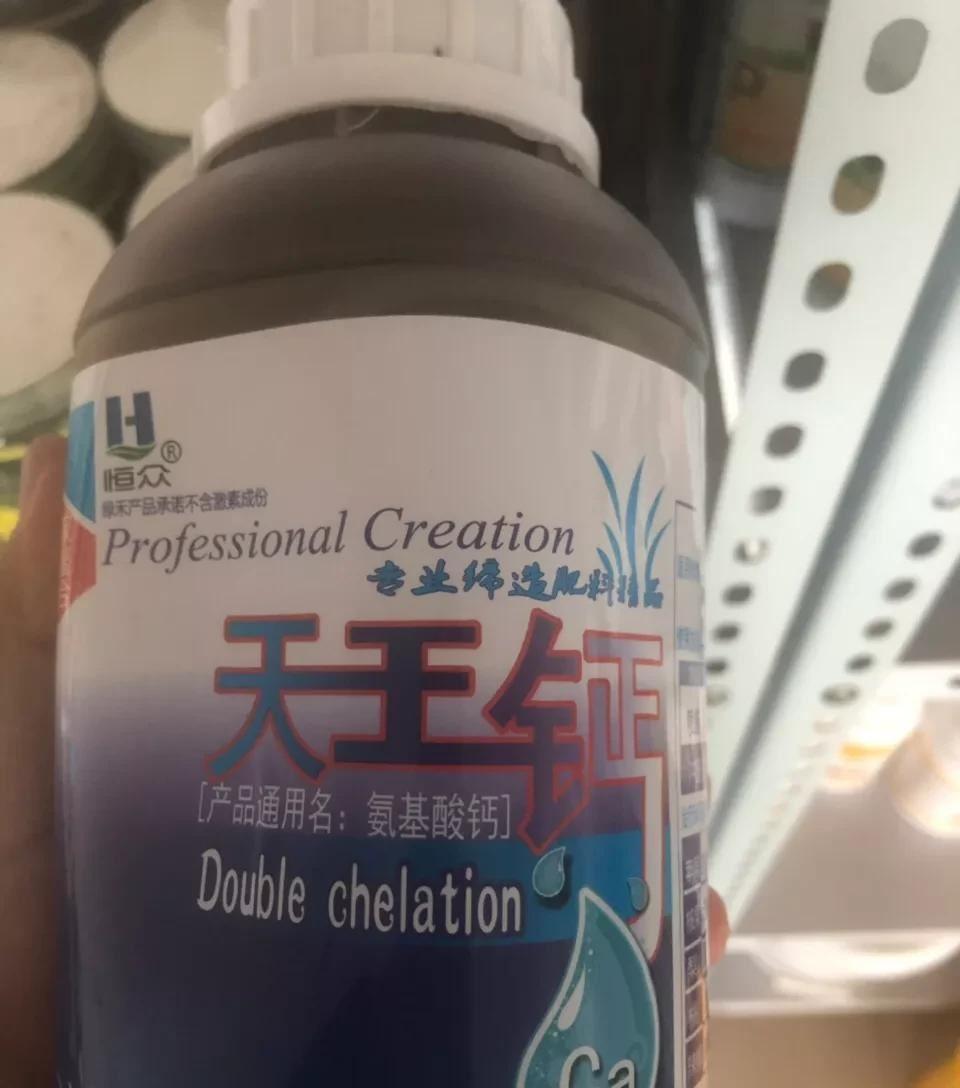 H
恒众®
绿禾产品承诺不含激素成份
Professional Creation
专业缔造肥料精品
天王钙
[产品通用名：氨基酸钙]
Double chelation
Ca